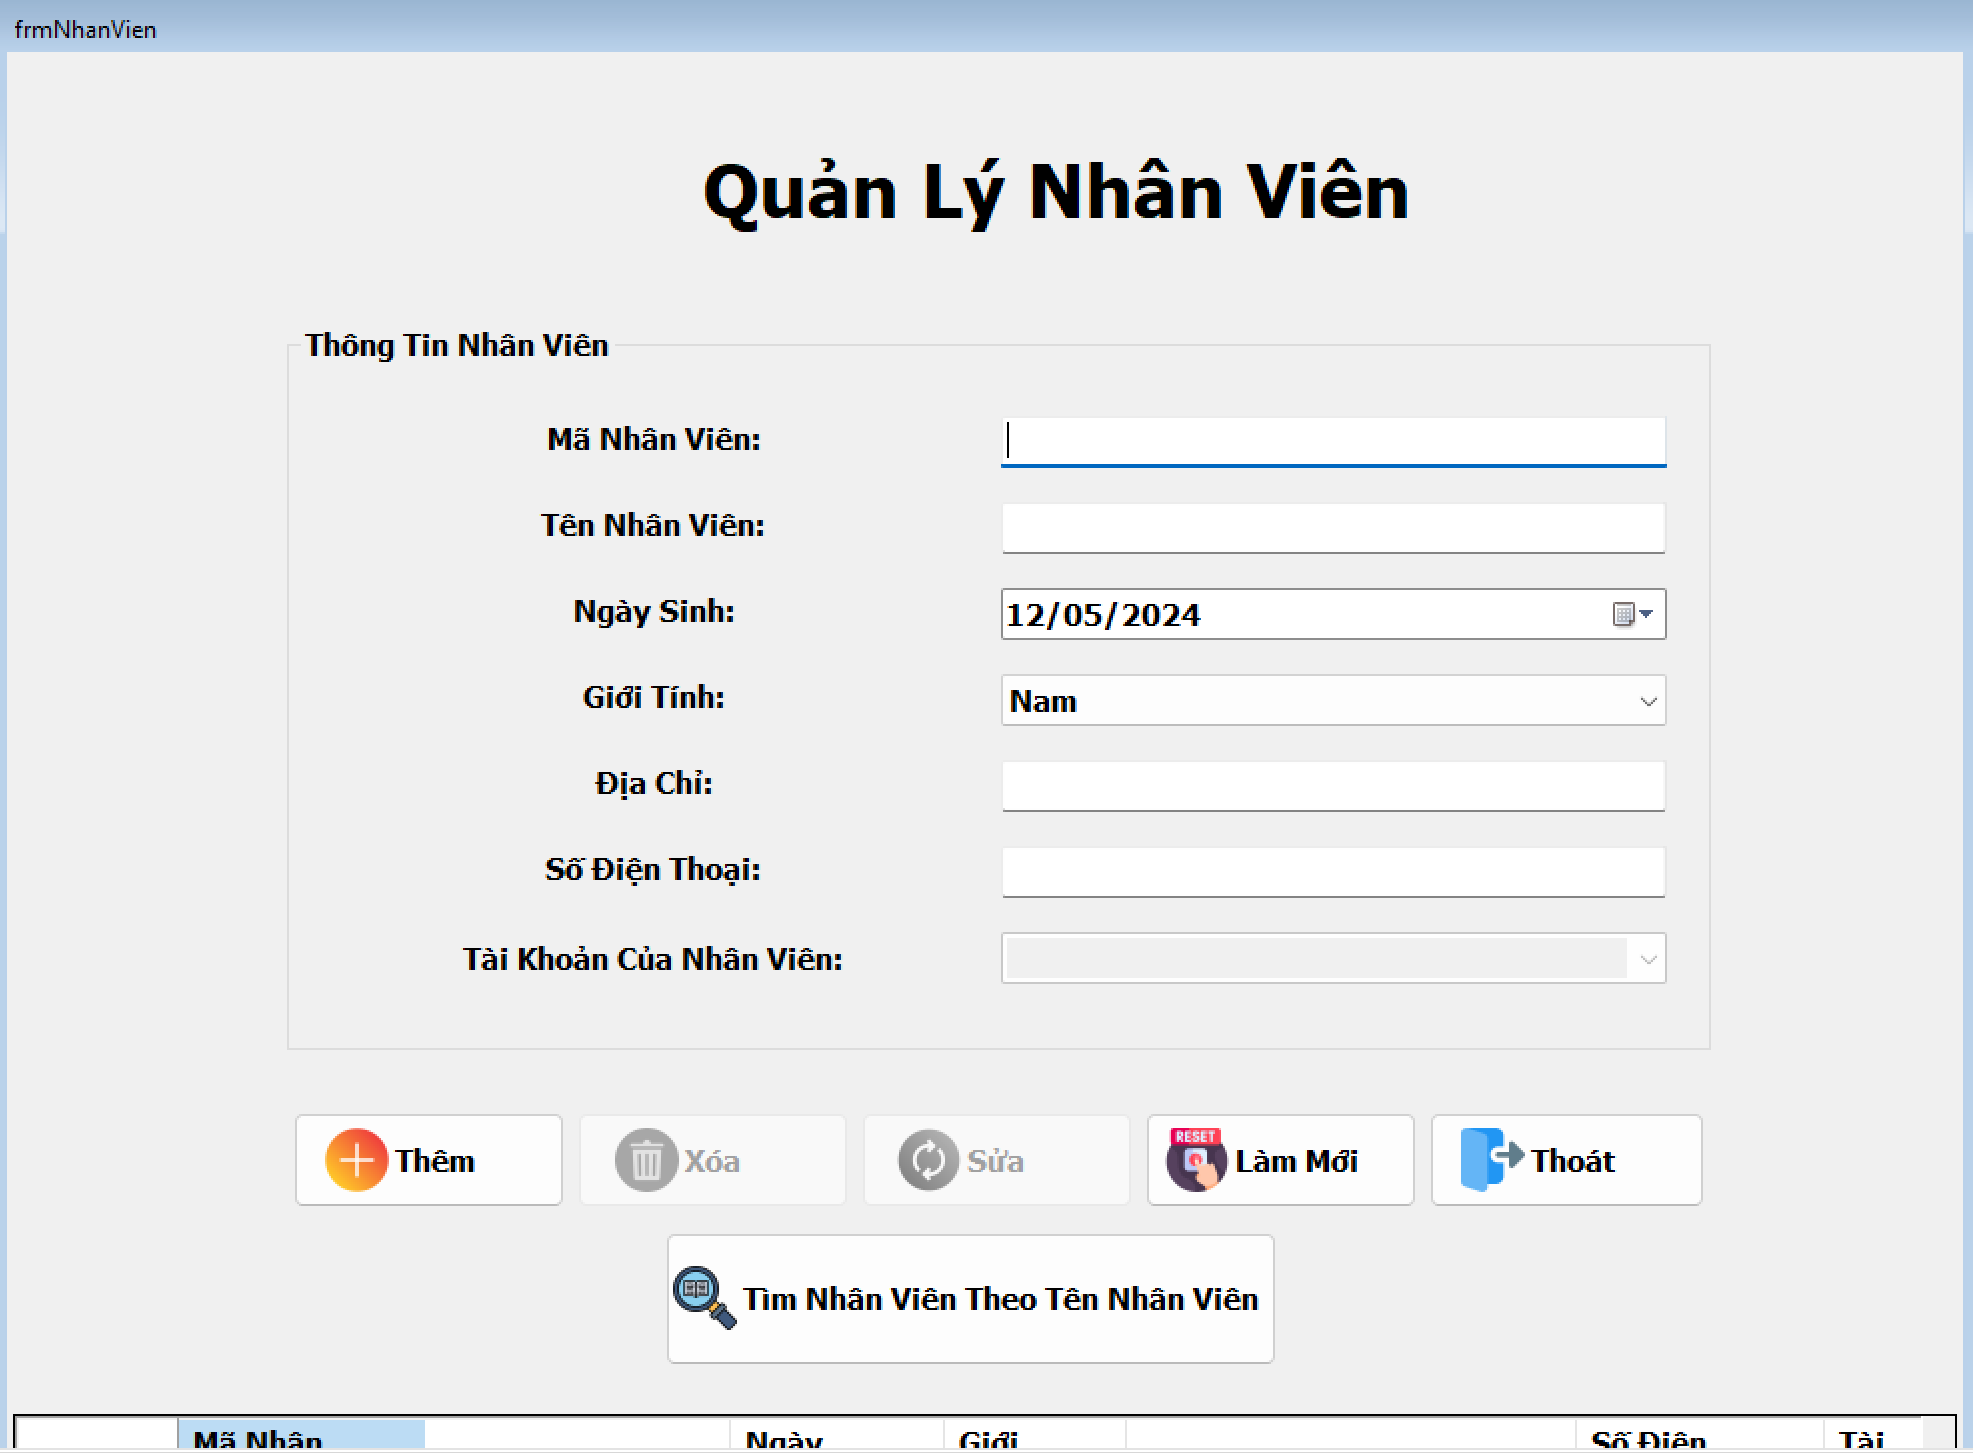 frmNhanVien
Quản Lý Nhân Viên
Thông Tin Nhân Viên
Mã Nhân Viên:
Tên Nhân Viên:
Ngày Sinh:
12/05/2024
Giới Tính:
Nam
Địa Chỉ:
Số Điện Thoại:
Tài Khoản Của Nhân Viên:
Thêm
Xóa
Sửa
RESET
Làm Mới
Thoát
Tìm Nhân Viên Theo Tên Nhân Viên
Mã Nhân Ngày Giới Số Điện Tài